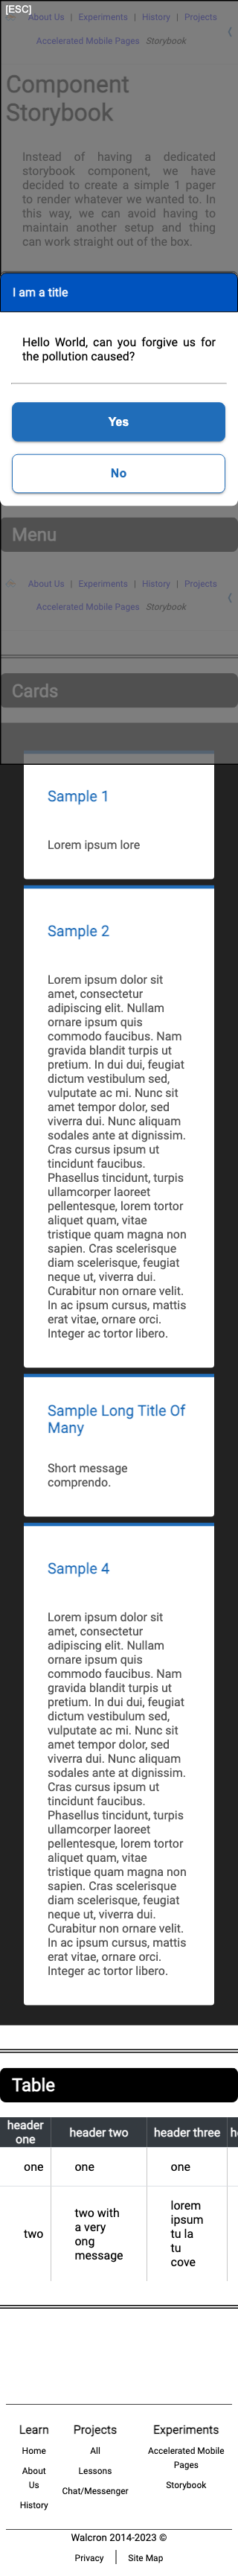 [ESC]
About Us | Experiments | History | Projects
Accelerated Mobile Pages Storybook
Component
Storybook
Instead of having a dedicated
storybook component, we have
decided to create a simple 1 pager
to render whatever we wanted to. In
this way, we can avoid having to
maintain another setup and thing
can work straight out of the box.
I am a title
Hello World, can you forgive us for
the pollution caused?
Yes
No
Menu
About Us | Experiments | History | Projects
Accelerated Mobile Pages Storybook
Cards
Sample 1
Lorem ipsum lore
Sample 2
Lorem ipsum dolor sit
amet, consectetur
adipiscing elit. Nullam
ornare ipsum quis
commodo faucibus. Nam
gravida blandit turpis ut
pretium. In dui dui, feugiat
dictum vestibulum sed,
vulputate ac mi. Nunc sit
amet tempor dolor, sed
viverra dui. Nunc aliquam
sodales ante at dignissim.
Cras cursus ipsum ut
tincidunt faucibus.
Phasellus tincidunt, turpis
ullamcorper laoreet
pellentesque, lorem tortor
aliquet quam, vitae
tristique quam magna non
sapien. Cras scelerisque
diam scelerisque, feugiat
neque ut, viverra dui.
Curabitur non ornare velit.
In ac ipsum cursus, mattis
erat vitae, ornare orci.
Integer ac tortor libero.
Sample Long Title Of
Many
Short message
comprendo.
Sample 4
Lorem ipsum dolor sit
amet, consectetur
adipiscing elit. Nullam
ornare ipsum quis
commodo faucibus. Nam
gravida blandit turpis ut
pretium. In dui dui, feugiat
dictum vestibulum sed,
vulputate ac mi. Nunc sit
amet tempor dolor, sed
viverra dui. Nunc aliquam
sodales ante at dignissim.
Cras cursus ipsum ut
tincidunt faucibus.
Phasellus tincidunt, turpis
ullamcorper laoreet
pellentesque, lorem tortor
aliquet quam, vitae
tristique quam magna non
sapien. Cras scelerisque
diam scelerisque, feugiat
neque ut, viverra dui.
Curabitur non ornare velit.
In ac ipsum cursus, mattis
erat vitae, ornare orci.
Integer ac tortor libero.
Table
header
one
header two
header three
one
one
one
two
two with
a very
ong
message
lorem
ipsum
tu la
tu
cove
Learn
Home
About
Us
History
Projects
All
Lessons
Chat/Messenger
Experiments
Accelerated Mobile
Pages
Storybook
Walcron 2014-2023 ©
Privacy | Site Map